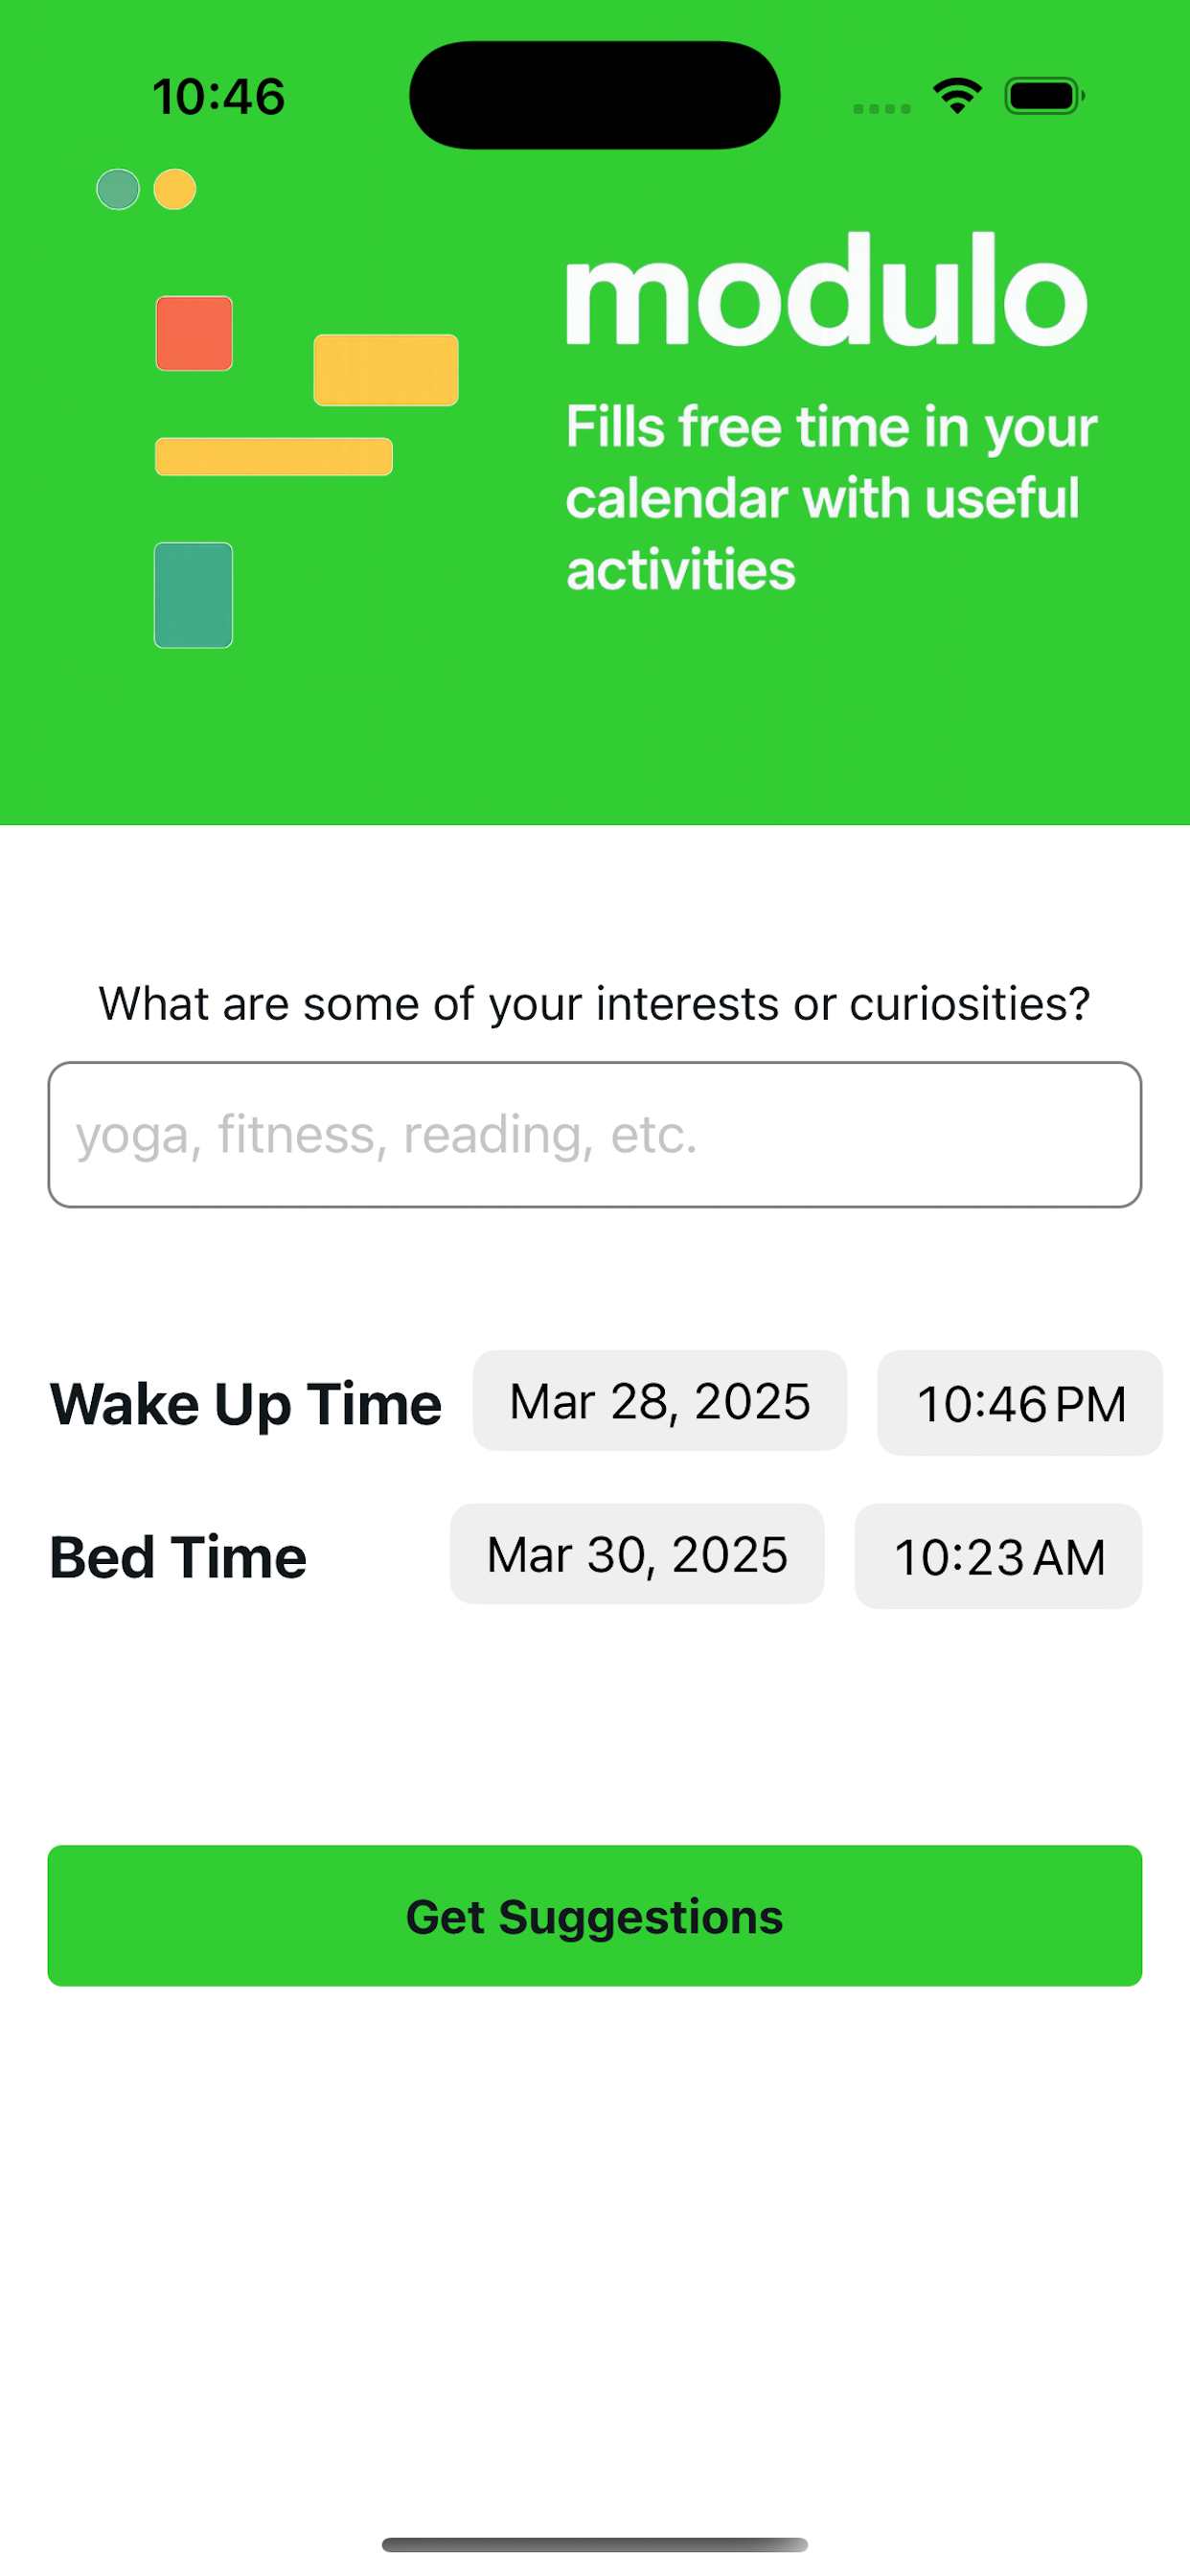 10:46
modulo
Fills free time in your
calendar with useful
activities
What are some of your interests or curiosities?
yoga, fitness, reading, etc.
Wake Up Time Mar 28, 2025 10:46 PM
Bed Time Mar 30, 2025 10:23 AM
Get Suggestions